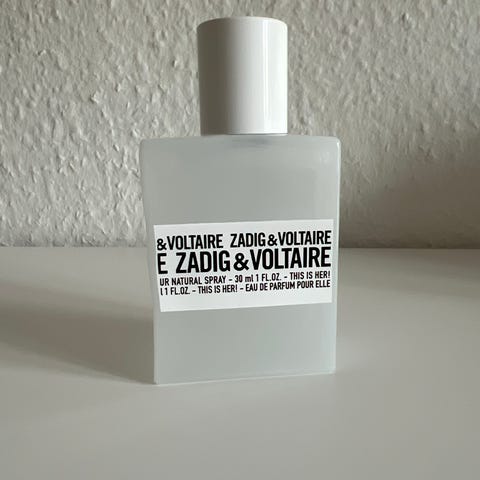 &VOLTAIRE ZADIG&VOLTAIRE
E ZADIG&VOLTAIRE
UR NATURAL SPRAY - 30 ml 1 FL.OZ. - THIS IS HER!
l 1 FL.OZ. - THIS IS HER! - EAU DE PARFUM POUR ELLE